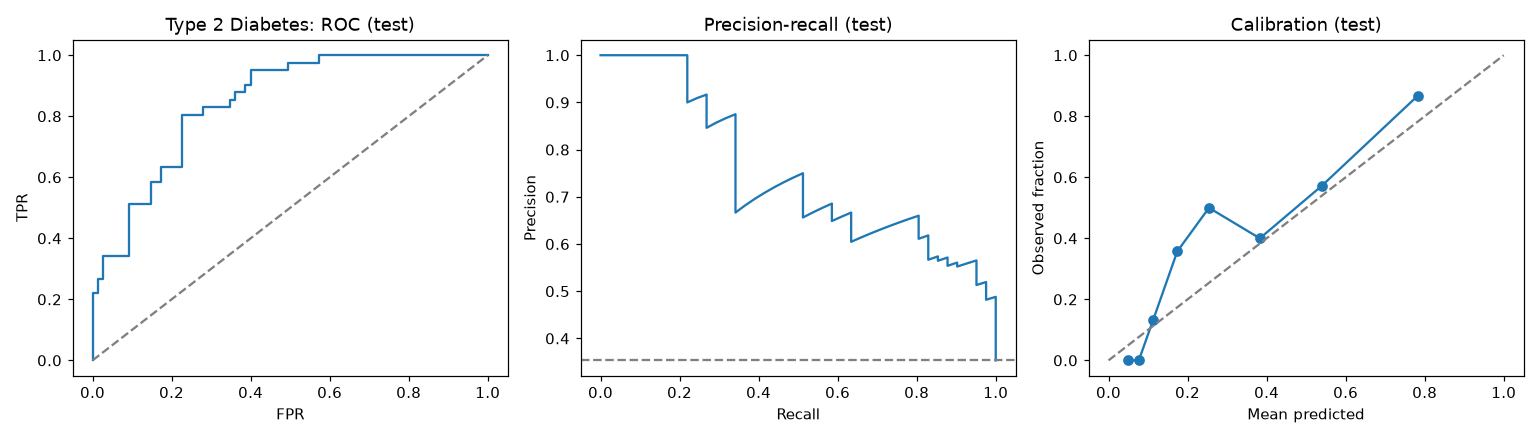 Type 2 Diabetes: ROC (test)
TPR
1.0
0.8
0.6
0.4
0.2
0.0
0.0 0.2 0.4 0.6 0.8 1.0
FPR
Precision-recall (test)
Precision
1.0
0.9
0.8
0.7
0.6
0.5
0.4
0.0 0.2 0.4 0.6 0.8 1.0
Recall
Calibration (test)
Observed fraction
1.0
0.8
0.6
0.4
0.2
0.0
0.0 0.2 0.4 0.6 0.8 1.0
Mean predicted